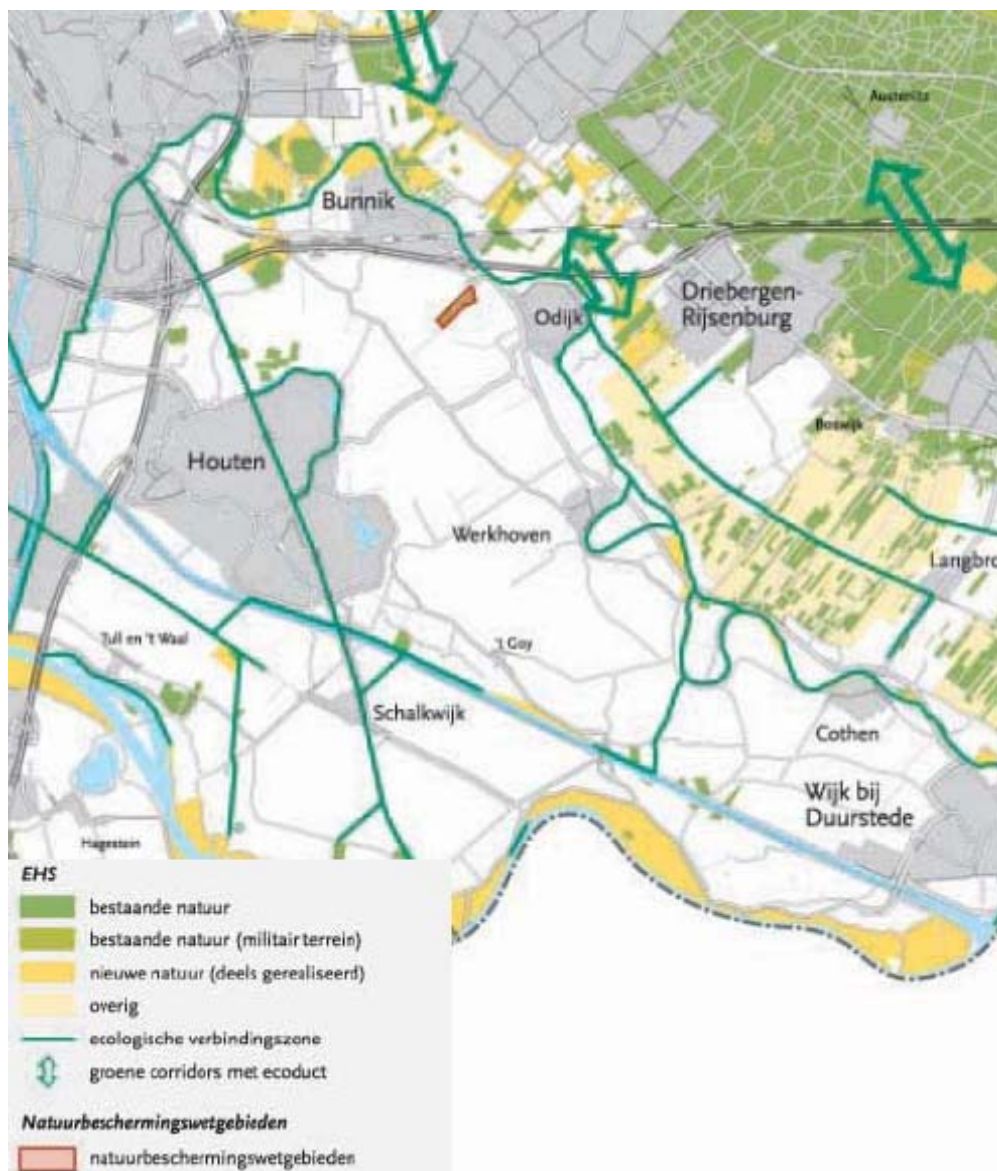 Austerlitz
Bunnik
Odijk
Driebergen-
Rijsenburg
Boswijk
Houten
Werkhoven
Langbro
Tull en 't Waal
't Goy
Schalkwijk
Cothen
Wijk bij
Duurstede
Hagestein
EHS
bestaande natuur
bestaande natuur (militair terrein)
nieuwe natuur (deels gerealiseerd)
overig
ecologische verbindingszone
groene corridors met ecoduct
Natuurbeschermingswetgebieden
natuurbeschermingswetgebieden